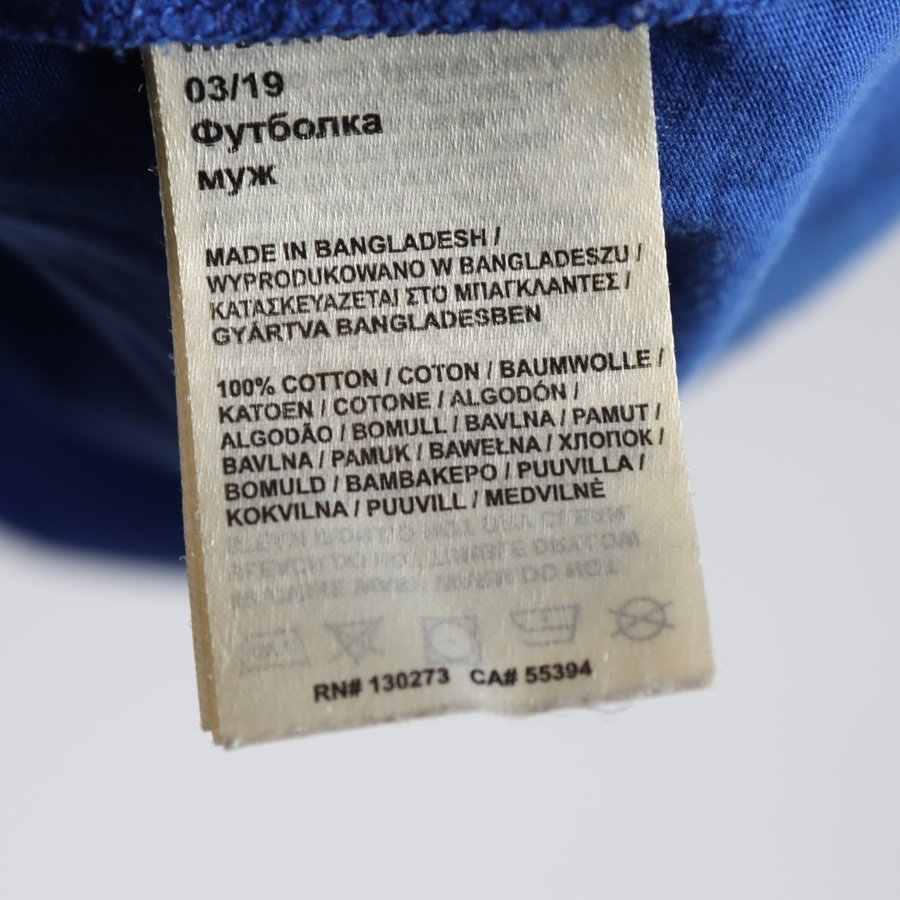 03/19
Футболка
муж
MADE IN BANGLADESH /
WYPRODUKOWANO W BANGLADESZU /
ΚΑΤΑΣΚΕΥΑΖΕΤΑΙ ΣΤΟ ΜΠΑΓΚΛΑΝΤΕΣ /
GYÁRTVA BANGLADESBEN
100% COTTON / COTON / BAUMWOLLE /
KATOEN / COTONE / ALGODÓN /
ALGODÃO / BOMULL / BAVLNA / PAMUT /
BAVLNA / PAMUK / BAWEŁNA / ХЛОПОК /
BOMULD / ΒΑΜΒΑΚΕΡΟ / PUUVILLA /
KOKVILNA / PUUVILL / MEDVILNĖ
RN# 130273 CA# 55394